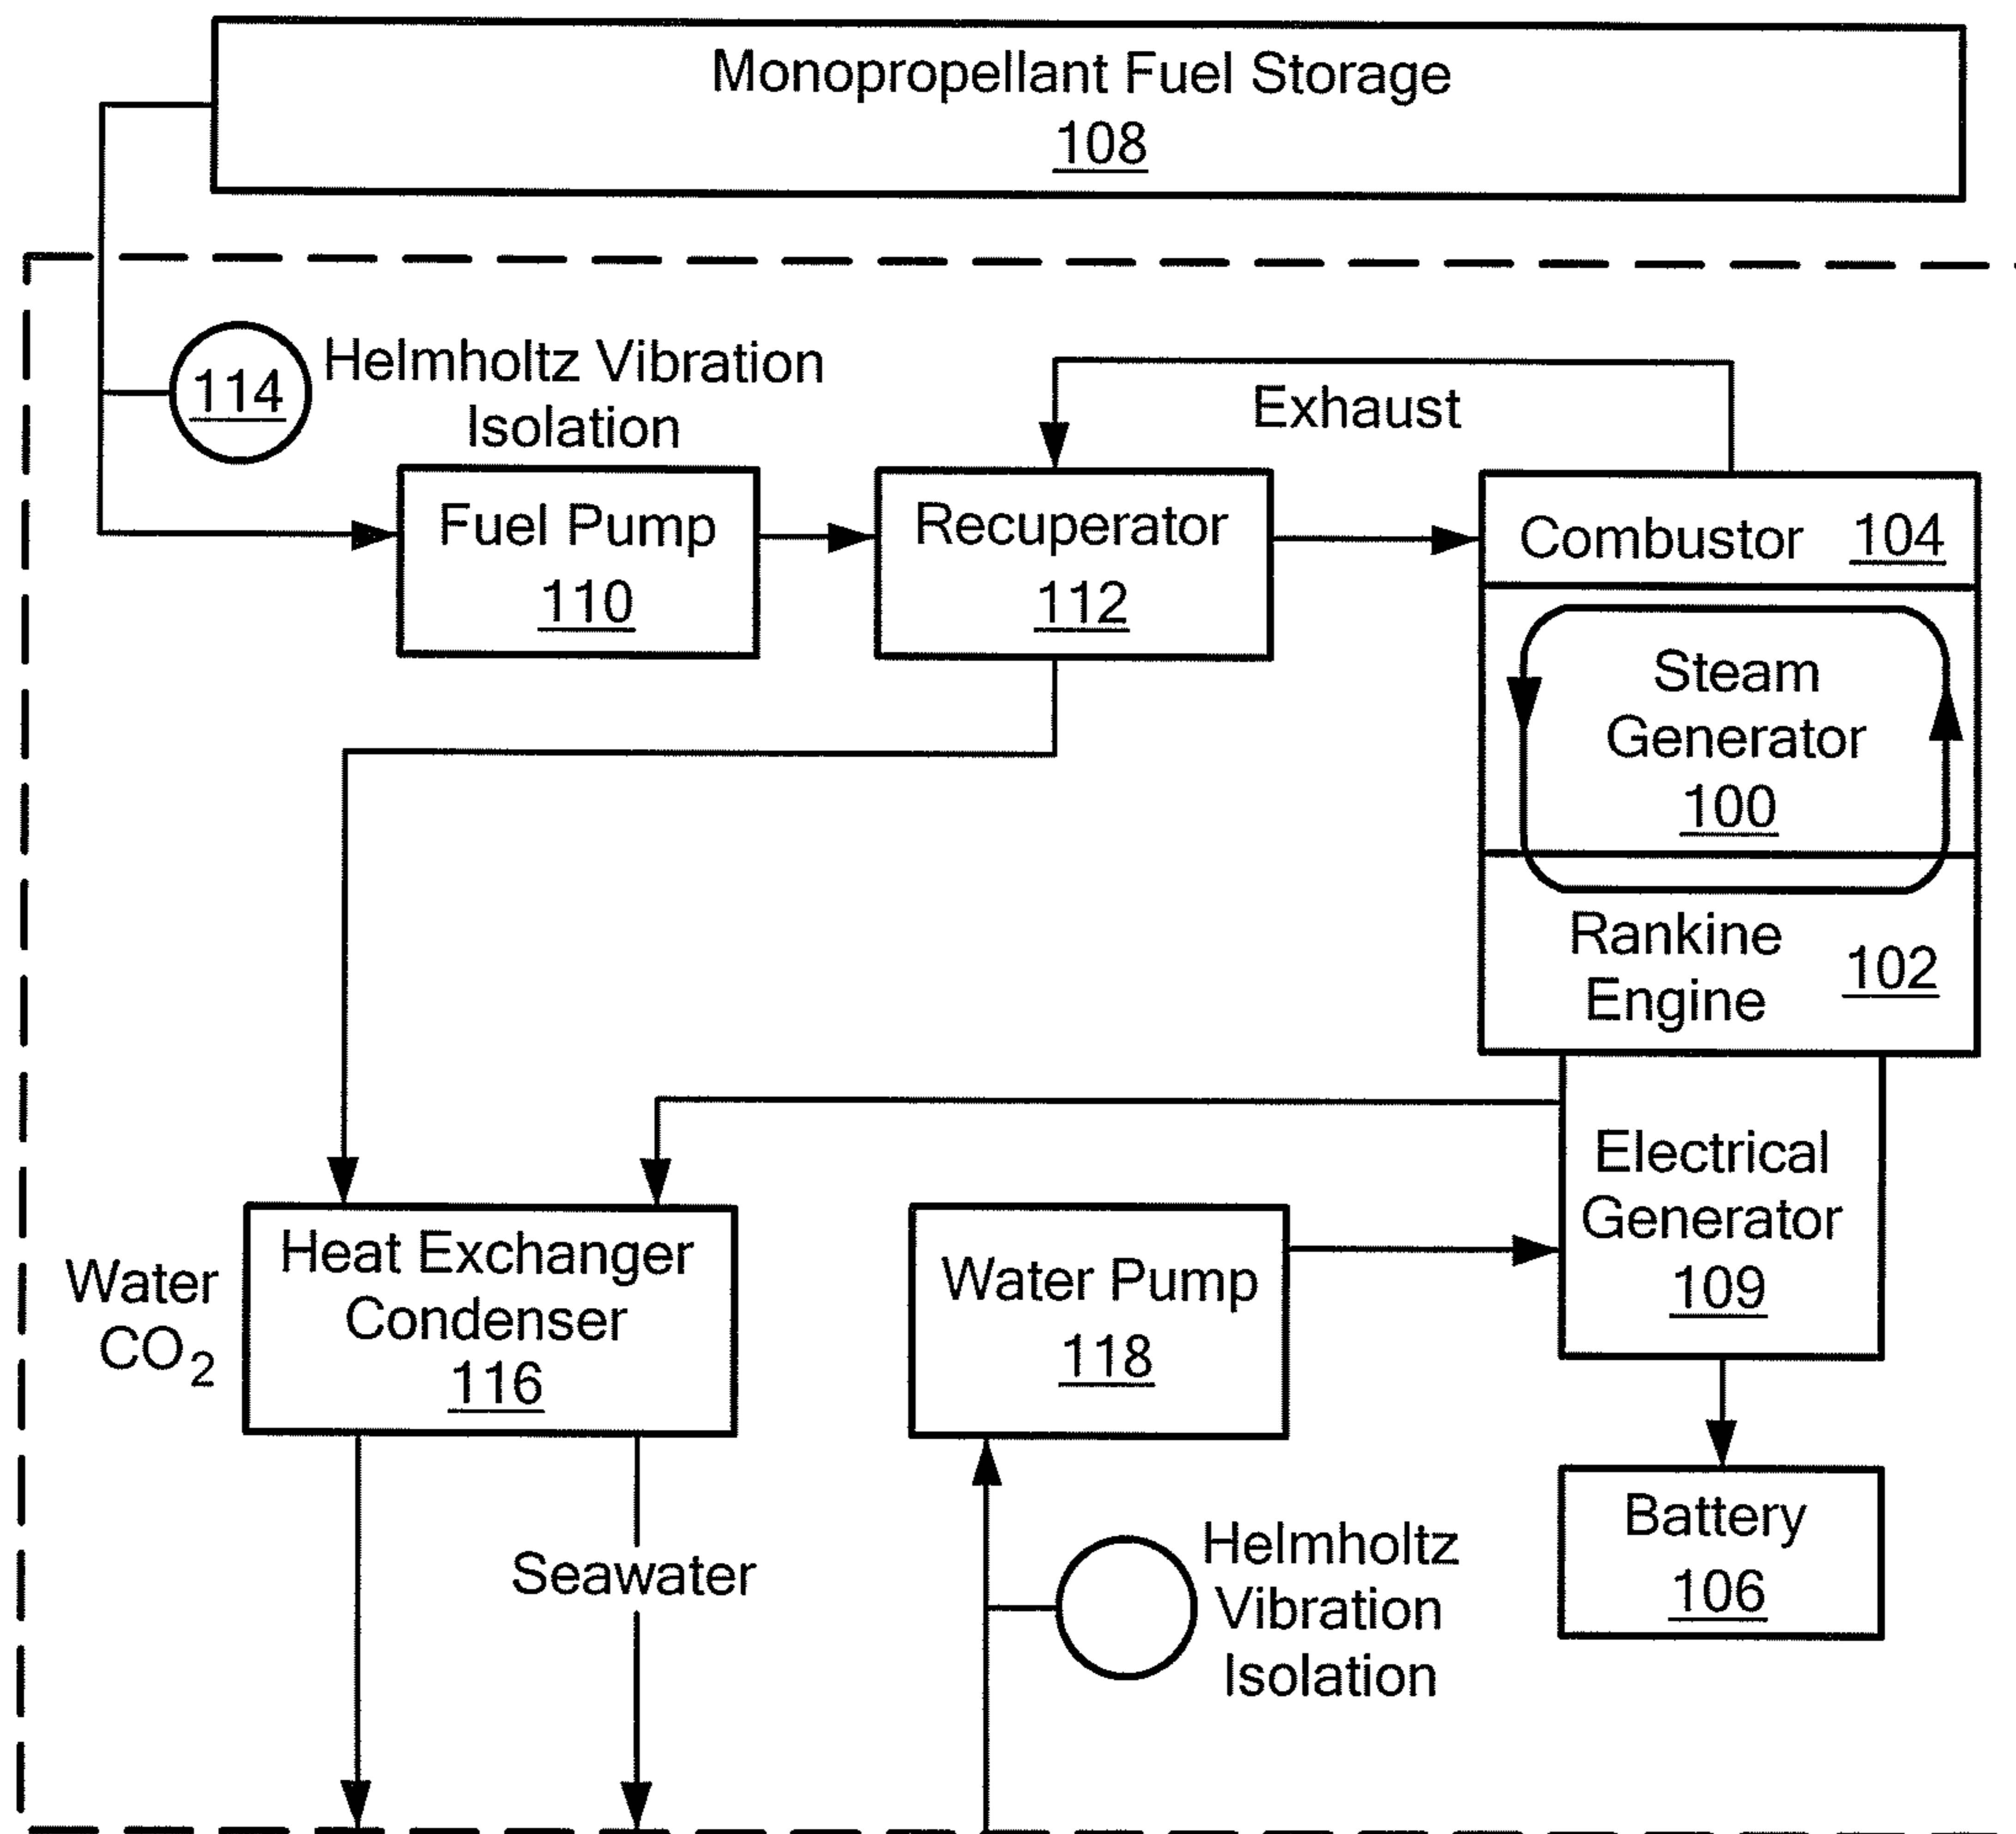 Monopropellant Fuel Storage
108
114
Helmholtz Vibration
Isolation
Exhaust
Fuel Pump
110
Recuperator
112
Combustor 104
Steam
Generator
100
Rankine
Engine
102
Electrical
Generator
109
Water
CO₂
Heat Exchanger
Condenser
116
Water Pump
118
Battery
106
Seawater
Helmholtz
Vibration
Isolation